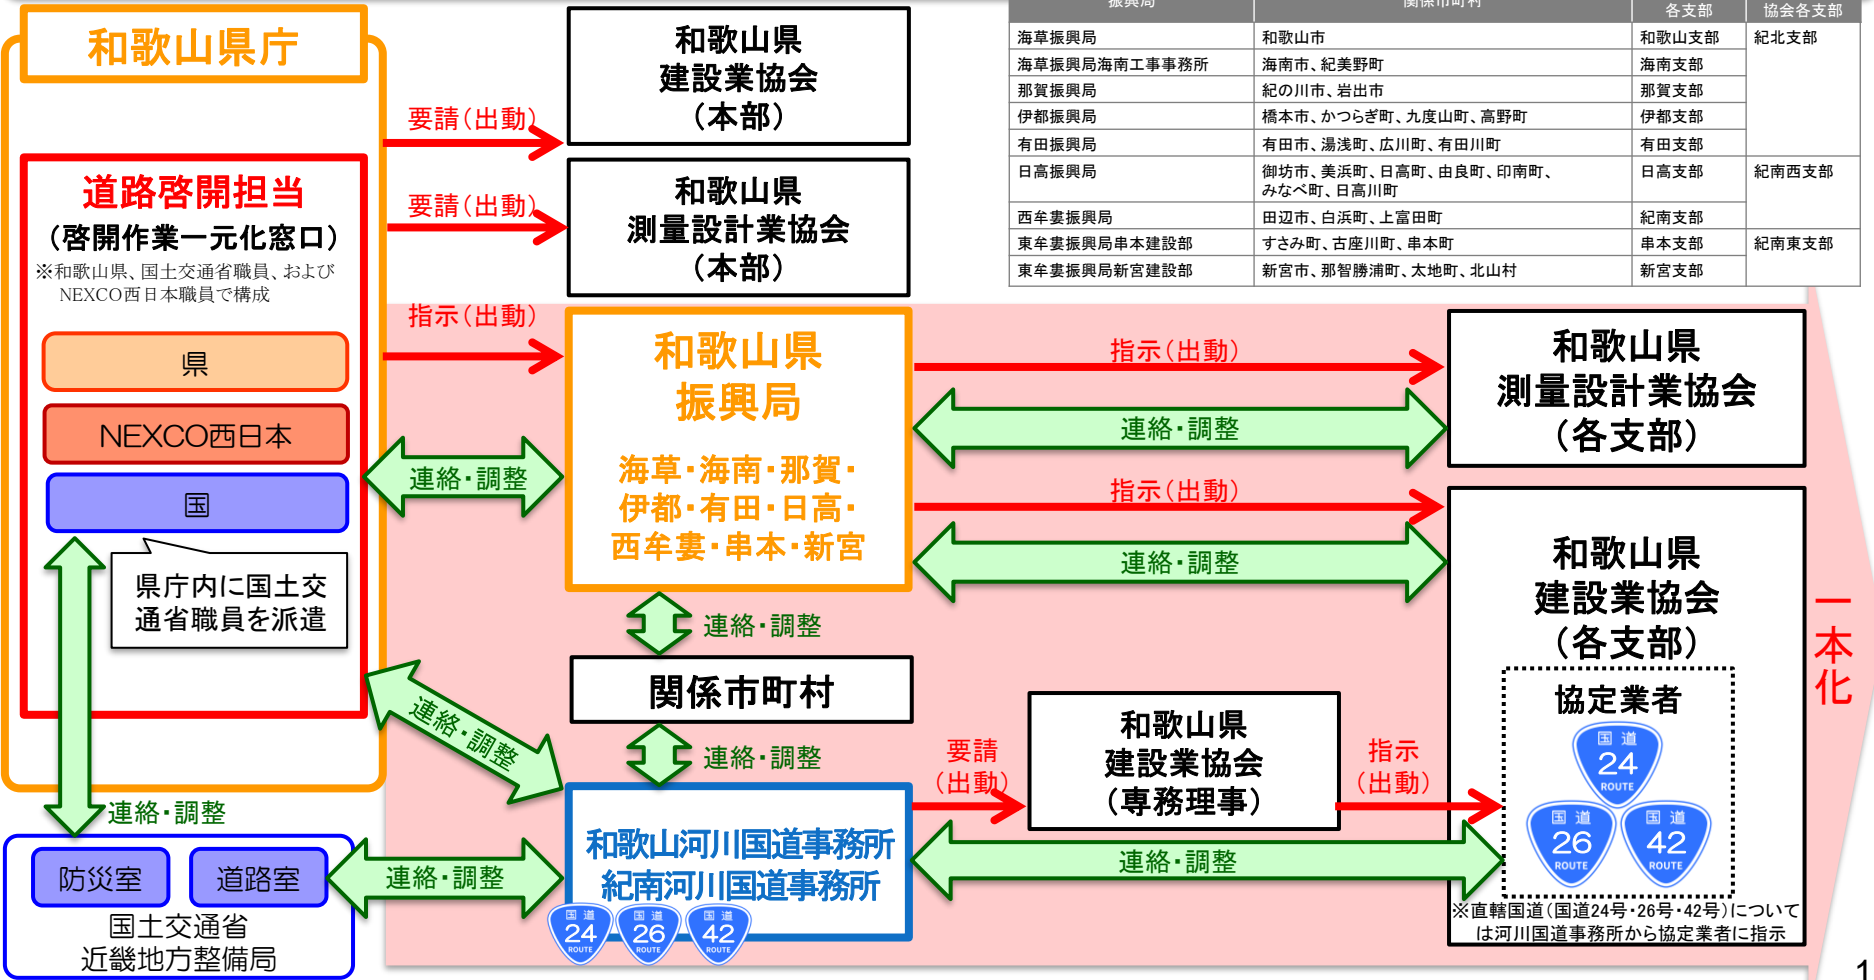 和歌山県庁
道路啓開担当
（啓開作業一元化窓口）
※和歌山県、国土交通省職員、および
NEXCO西日本職員で構成
県
NEXCO西日本
国
県庁内に国土交
通省職員を派遣
連絡・調整
防災室
道路室
国土交通省
近畿地方整備局
要請（出動）
要請（出動）
指示（出動）
連絡・調整
連絡・調整
連絡・調整
和歌山県
建設業協会
（本部）
和歌山県
測量設計業協会
（本部）
和歌山県
振興局
海草・海南・那賀・
伊都・有田・日高・
西牟婁・串本・新宮
連絡・調整
関係市町村
連絡・調整
和歌山河川国道事務所
紀南河川国道事務所
国道
24
ROUTE
国道
26
ROUTE
国道
42
ROUTE
振興局 関係市町村 各支部 協会各支部
海草振興局 和歌山市 和歌山支部 紀北支部
海草振興局海南工事事務所 海南市、紀美野町 海南支部
那賀振興局 紀の川市、岩出市 那賀支部
伊都振興局 橋本市、かつらぎ町、九度山町、高野町 伊都支部
有田振興局 有田市、湯浅町、広川町、有田川町 有田支部
日高振興局 御坊市、美浜町、日高町、由良町、印南町、 日高支部 紀南西支部
みなべ町、日高川町
西牟婁振興局 田辺市、白浜町、上富田町 紀南支部
東牟婁振興局串本建設部 すさみ町、古座川町、串本町 串本支部 紀南東支部
東牟婁振興局新宮建設部 新宮市、那智勝浦町、太地町、北山村 新宮支部
指示（出動）
連絡・調整
指示（出動）
連絡・調整
要請
（出動）
和歌山県
建設業協会
（専務理事）
指示
（出動）
連絡・調整
和歌山県
測量設計業協会
（各支部）
和歌山県
建設業協会
（各支部）
協定業者
国道
24
ROUTE
国道
26
ROUTE
国道
42
ROUTE
※直轄国道（国道24号・26号・42号）について
は河川国道事務所から協定業者に指示
一本化
1